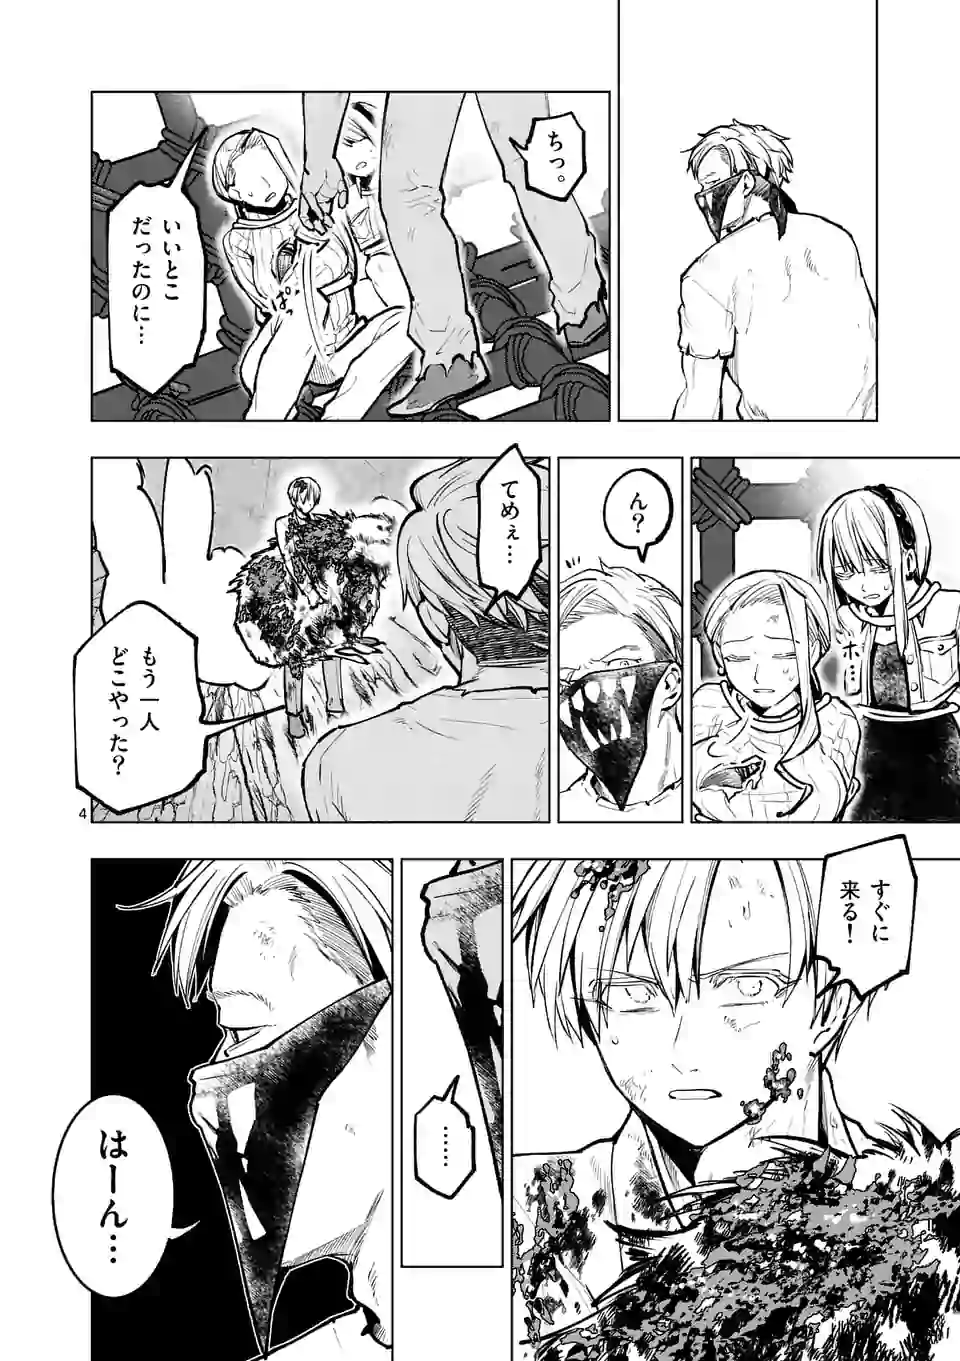 ちっ。
いいとこ
だったのに…
ぱっ
ホ…
ん?
てめぇ…
もう一人
どこやった?
4
すぐに
来る!
……
はーん…